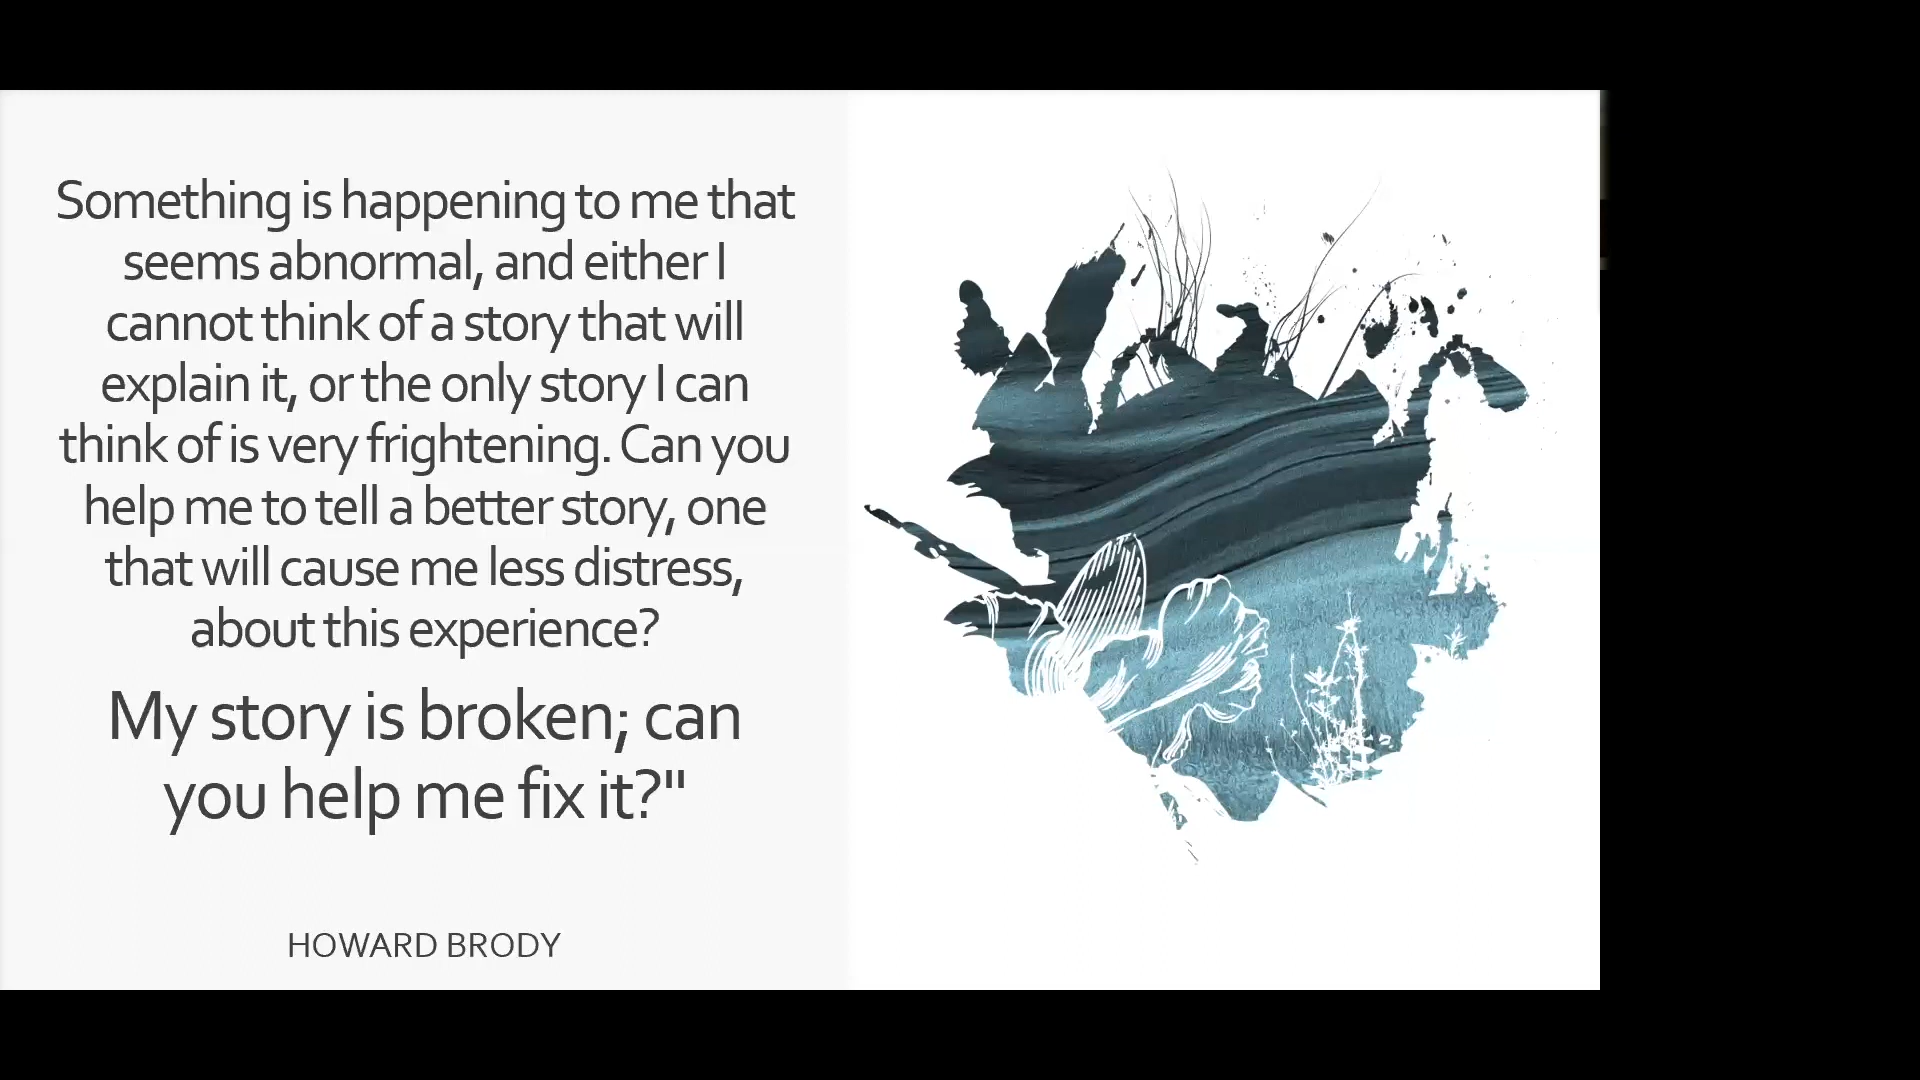 Something is happening to me that
seems abnormal, and either I
cannot think of a story that will
explain it, or the only story I can
think of is very frightening. Can you
help me to tell a better story, one
that will cause me less distress,
about this experience?
My story is broken; can
you help me fix it?"
HOWARD BRODY